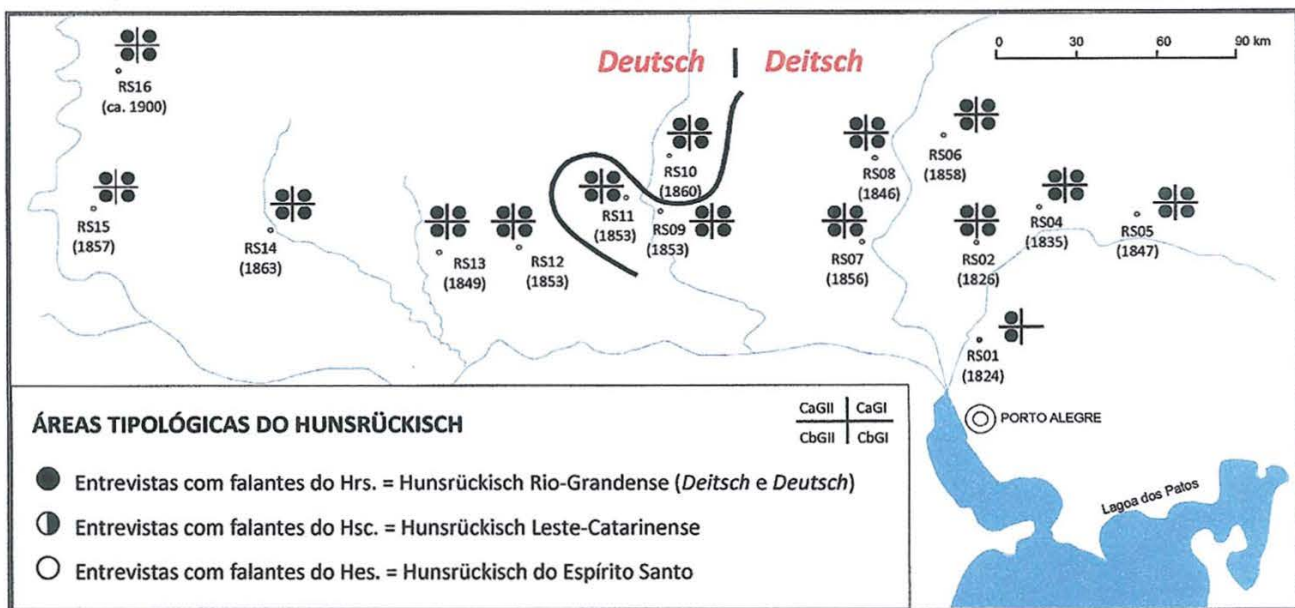 0 30 60 90 km
Deutsch | Deitsch
RS16
(ca. 1900)
RS15
(1857)
RS14
(1863)
RS13
(1849)
RS12
(1853)
RS11
(1853)
RS10
(1860)
RS09
(1853)
RS08
(1846)
RS07
(1856)
RS06
(1858)
RS04
(1835)
RS05
(1847)
RS02
(1826)
RS01
(1824)
PORTO ALEGRE
Lagoa dos Patos
ÁREAS TIPOLÓGICAS DO HUNSRÜCKISCH
CaGII CaGI
CbGII CbGI
Entrevistas com falantes do Hrs. = Hunsrückisch Rio-Grandense (Deitsch e Deutsch)
Entrevistas com falantes do Hsc. = Hunsrückisch Leste-Catarinense
Entrevistas com falantes do Hes. = Hunsrückisch do Espírito Santo